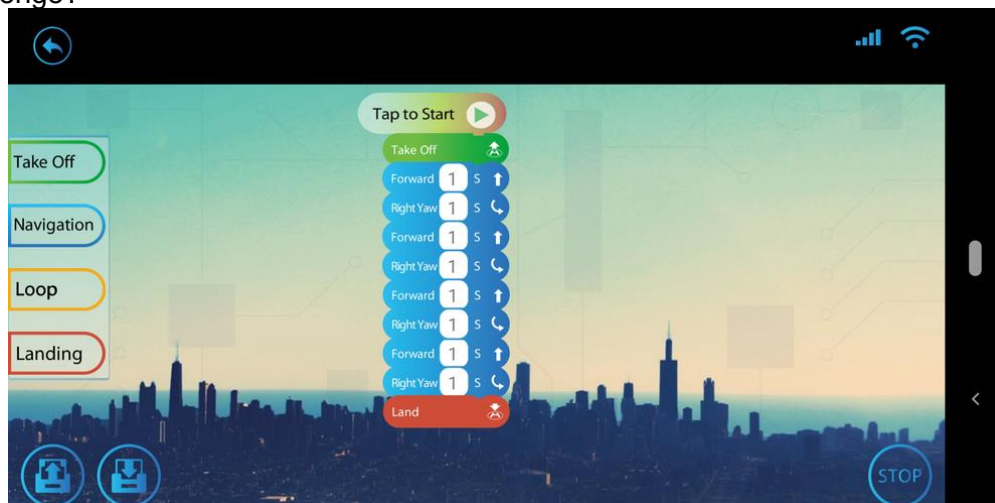 Tap to Start
Take Off
Take Off
Forward 1 S
Right Yaw 1 S
Navigation
Forward 1 S
Right Yaw 1 S
Loop
Forward 1 S
Right Yaw 1 S
Landing
Forward 1 S
Right Yaw 1 S
Land
STOP